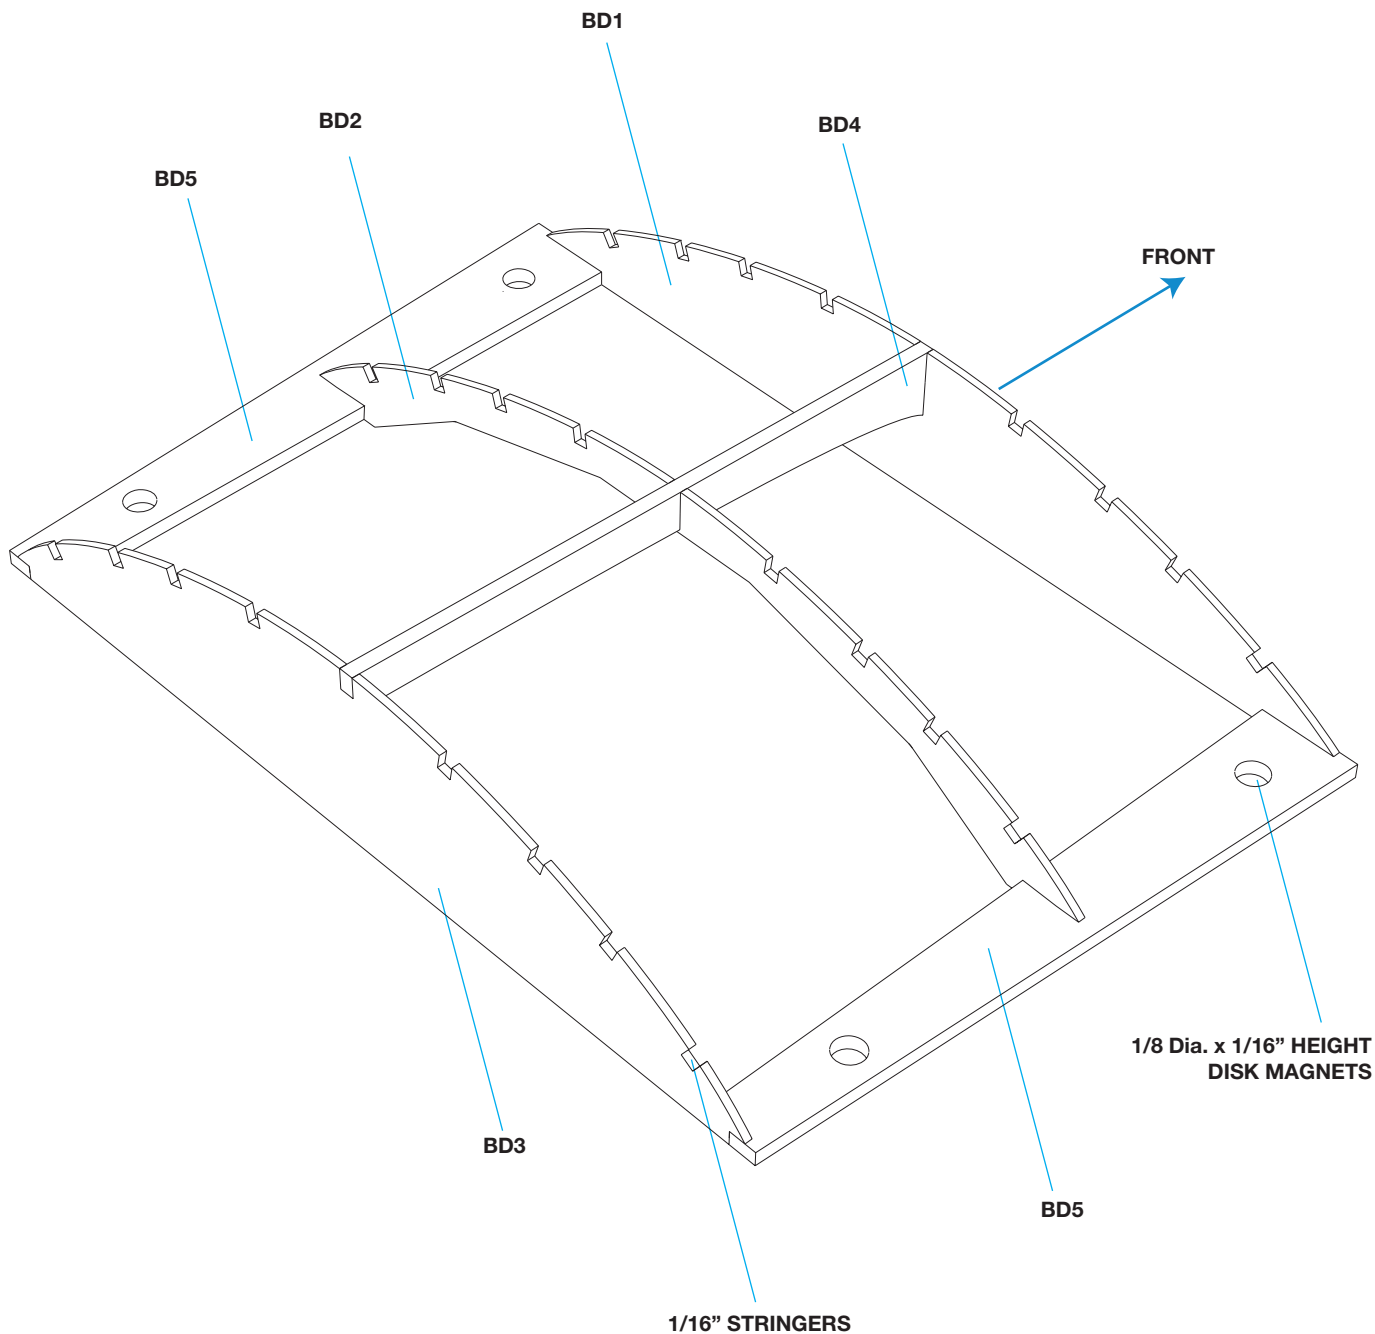 BD1
BD2
BD4
BD5
FRONT
1/8 Dia. x 1/16” HEIGHT
DISK MAGNETS
BD3
BD5
1/16” STRINGERS